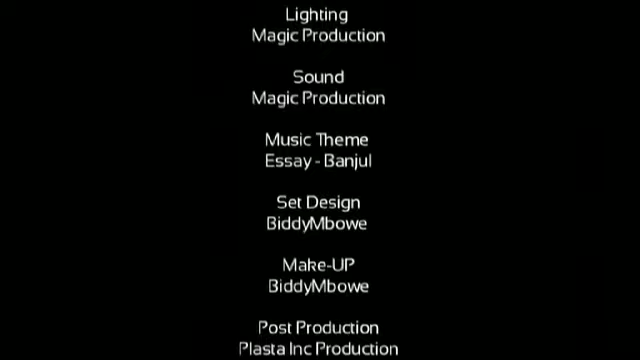 Lighting
Magic Production
Sound
Magic Production
Music Theme
Essay - Banjul
Set Design
BiddyMbowe
Make-UP
BiddyMbowe
Post Production
Plasta Inc Production